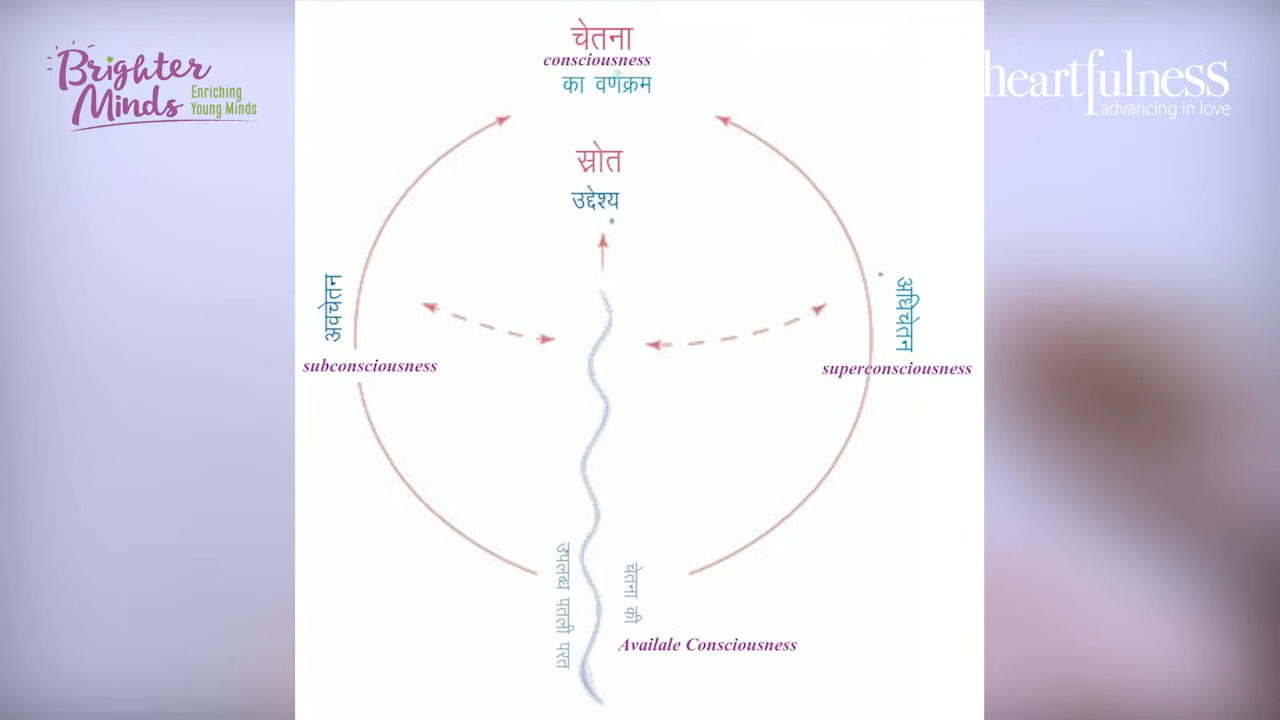 Brighter
Minds
Enriching
Young Minds
चेतना
consciousness
का वर्णक्रम
स्रोत
उद्देश्य
heartfulness
advancing in love
अवचेतन
subconsciousness
अधिचेतन
superconsciousness
उपलब्ध पतली परत
चेतना की
Availale Consciousness